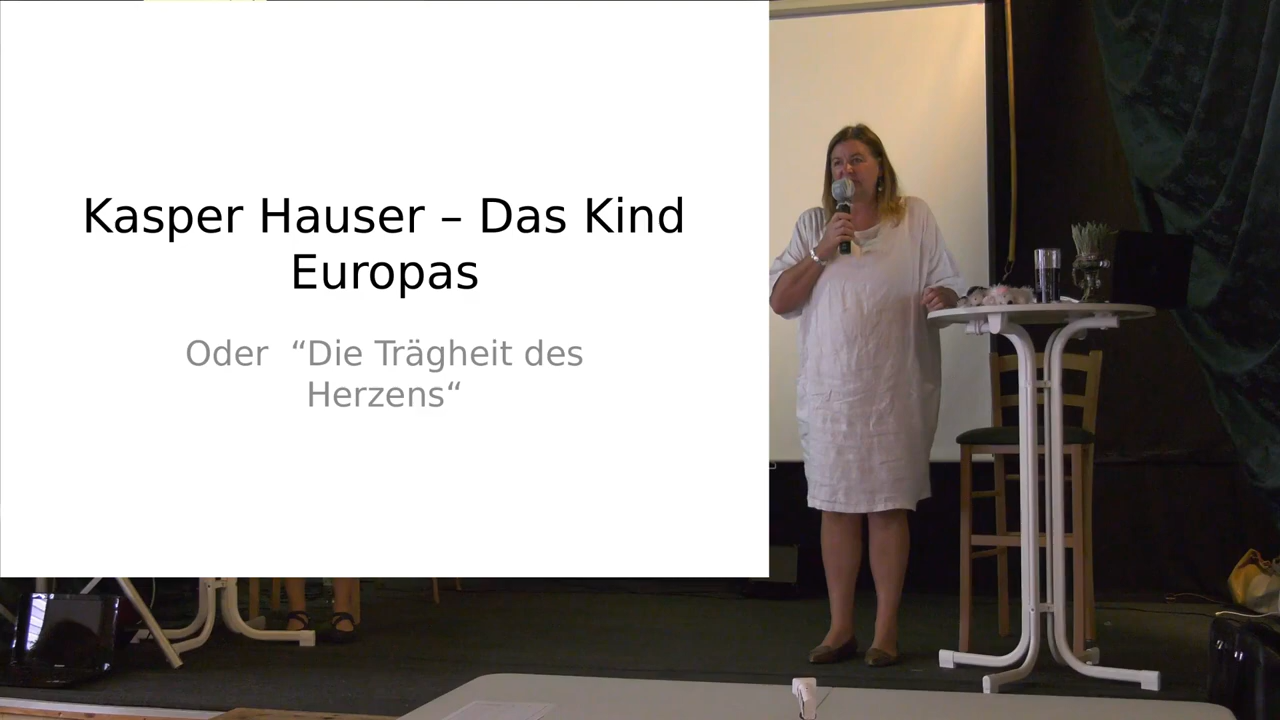 Kasper Hauser – Das Kind
Europas
Oder “Die Trägheit des
Herzens“